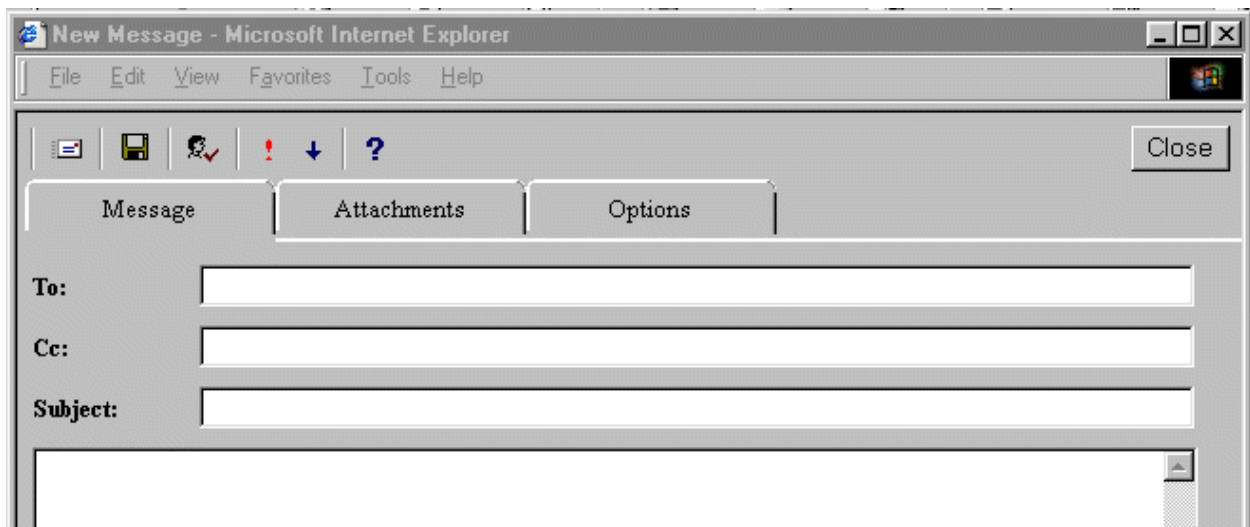 New Message - Microsoft Internet Explorer
File Edit View Favorites Tools Help
! ? Close
Message Attachments Options
To:
Cc:
Subject: